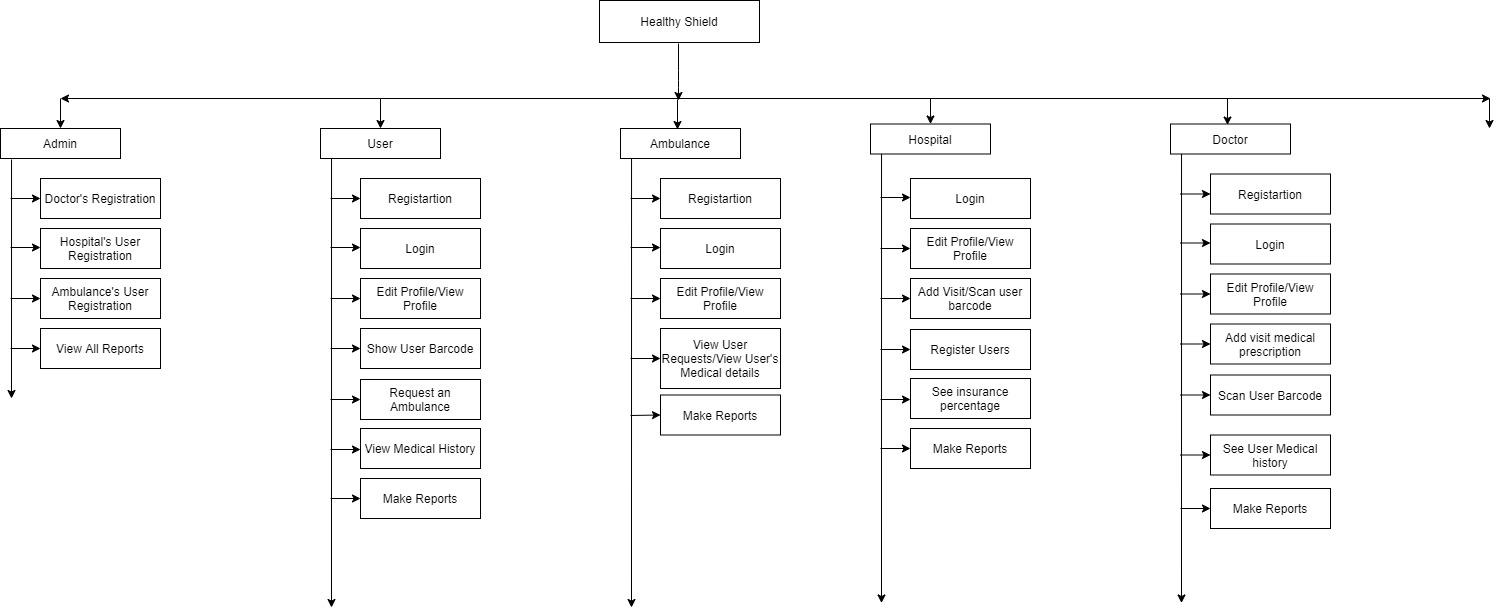 Healthy Shield
Admin
Doctor's Registration
Hospital's User
Registration
Ambulance's User
Registration
View All Reports
User
Registartion
Login
Edit Profile/View
Profile
Show User Barcode
Request an
Ambulance
View Medical History
Make Reports
Ambulance
Registartion
Login
Edit Profile/View
Profile
View User
Requests/View User's
Medical details
Make Reports
Hospital
Login
Edit Profile/View
Profile
Add Visit/Scan user
barcode
Register Users
See insurance
percentage
Make Reports
Doctor
Registartion
Login
Edit Profile/View
Profile
Add visit medical
prescription
Scan User Barcode
See User Medical
history
Make Reports